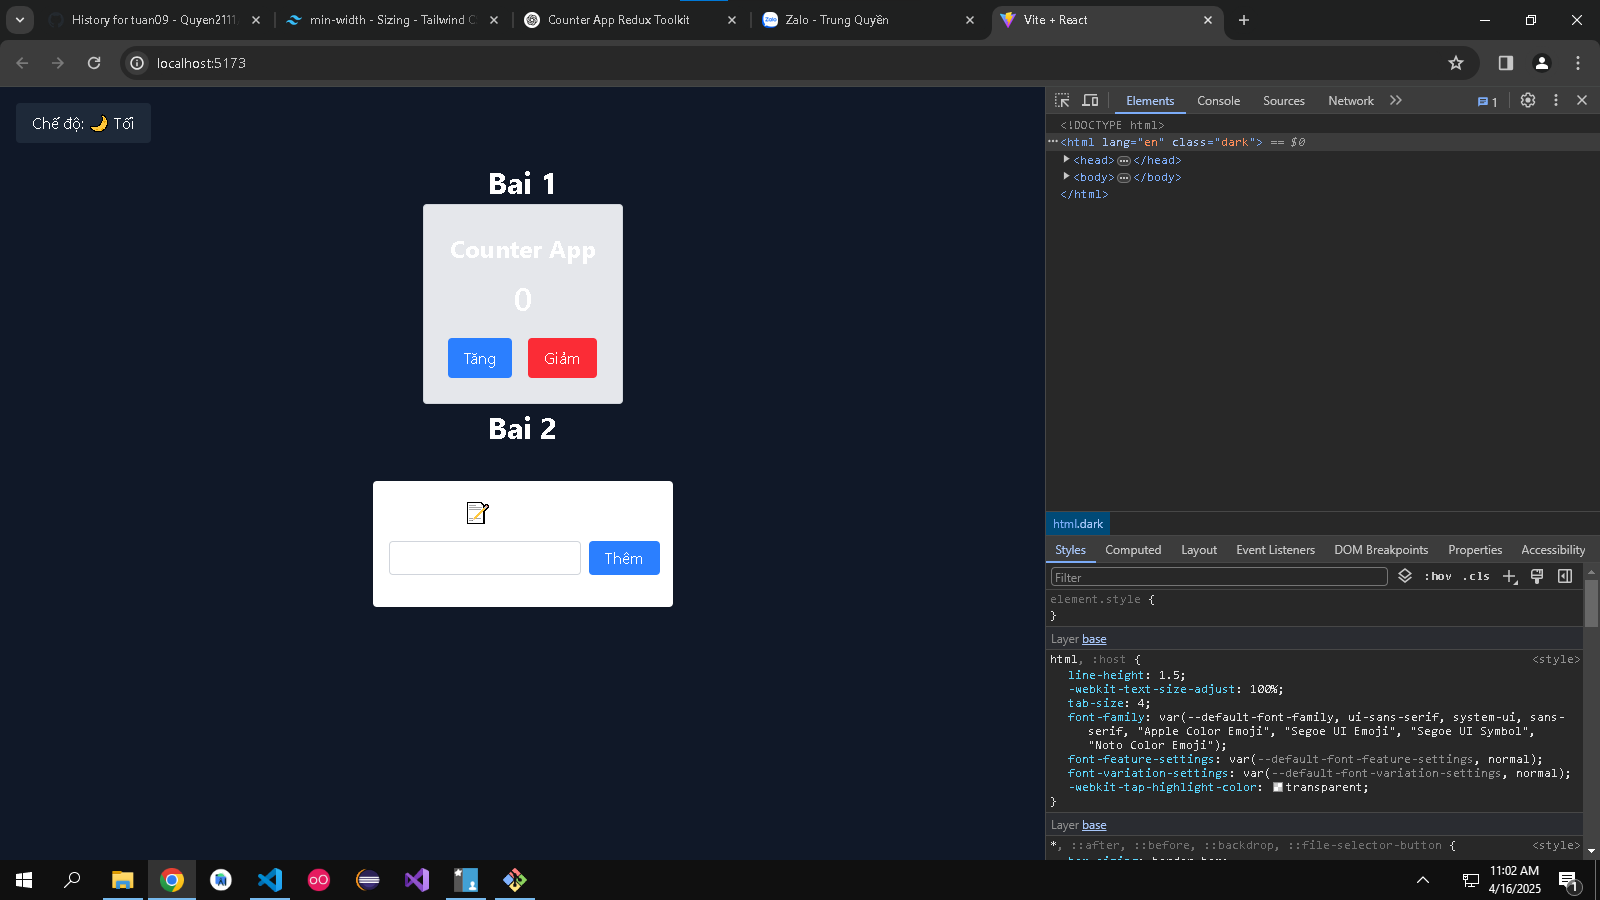 History for tuan09 - Quyen2111
min-width - Sizing - Tailwind C
Counter App Redux Toolkit
Zalo - Trung Quyền
Vite + React
localhost:5173
Chế độ: 🌙 Tối
Bai 1
Counter App
0
Tăng
Giảm
Bai 2
📝
Thêm
Elements
Console
Sources
Network
1
<!DOCTYPE html>
<html lang="en" class="dark"> == $0
<head> ••• </head>
<body> ••• </body>
</html>
html.dark
Styles
Computed
Layout
Event Listeners
DOM Breakpoints
Properties
Accessibility
Filter
:hov
.cls
element.style {
}
Layer base
html, :host {
<style>
line-height: 1.5;
-webkit-text-size-adjust: 100%;
tab-size: 4;
font-family: var(--default-font-family, ui-sans-serif, system-ui, sans-
serif, "Apple Color Emoji", "Segoe UI Emoji", "Segoe UI Symbol",
"Noto Color Emoji");
font-feature-settings: var(--default-font-feature-settings, normal);
font-variation-settings: var(--default-font-variation-settings, normal);
-webkit-tap-highlight-color: transparent;
}
Layer base
*, ::after, ::before, ::backdrop, ::file-selector-button {
<style>
box-sizing: border-box;
11:02 AM
4/16/2025
1